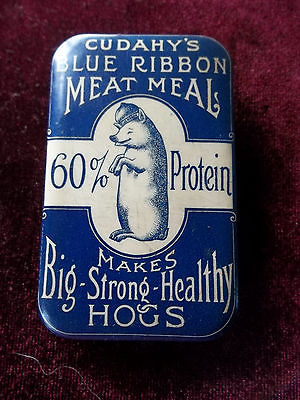 CUDAHY'S
BLUE RIBBON
MEAT MEAL
60% Protein
MAKES
Big-Strong-Healthy
HOGS